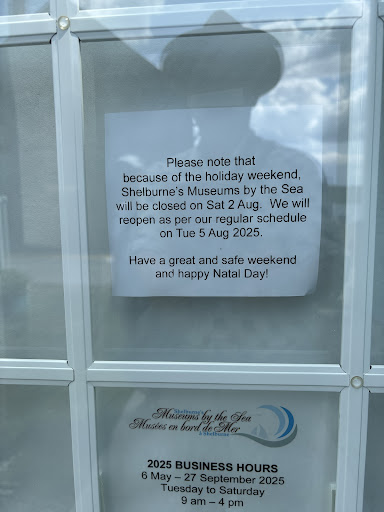 Please note that
because of the holiday weekend,
Shelburne's Museums by the Sea
will be closed on Sat 2 Aug.  We will
reopen as per our regular schedule
on Tue 5 Aug 2025.
Have a great and safe weekend
and happy Natal Day!
Shelburne's
Museums by the Sea
Musées en bord de Mer
à Shelburne
2025 BUSINESS HOURS
6 May – 27 September 2025
Tuesday to Saturday
9 am – 4 pm